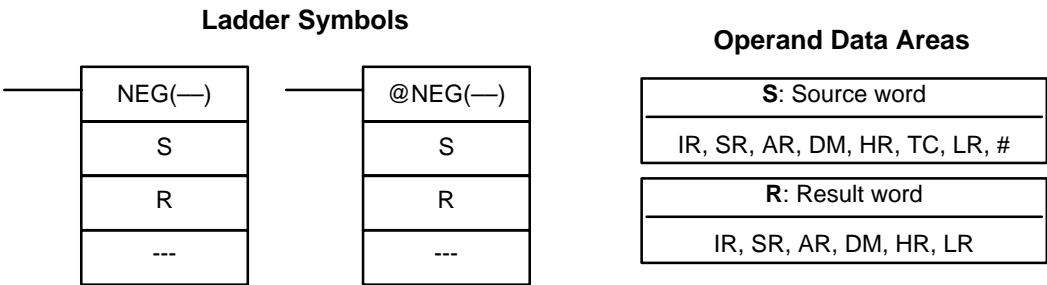 Ladder Symbols
NEG(—)
S
R
---
@NEG(—)
S
R
---
Operand Data Areas
S: Source word
IR, SR, AR, DM, HR, TC, LR, #
R: Result word
IR, SR, AR, DM, HR, LR